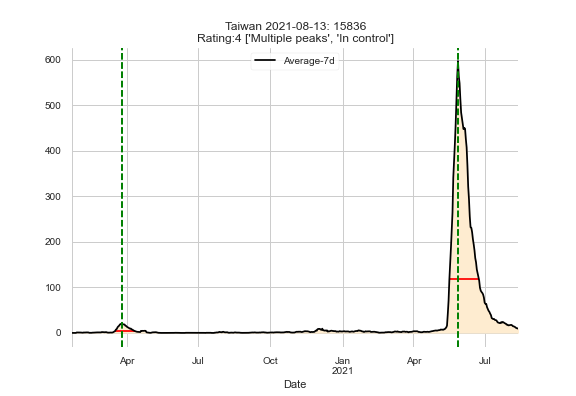 Taiwan 2021-08-13: 15836
Rating:4 ['Multiple peaks', 'In control']
Average-7d
600
500
400
300
200
100
0
Apr
Jul
Oct
Jan
2021
Apr
Jul
Date